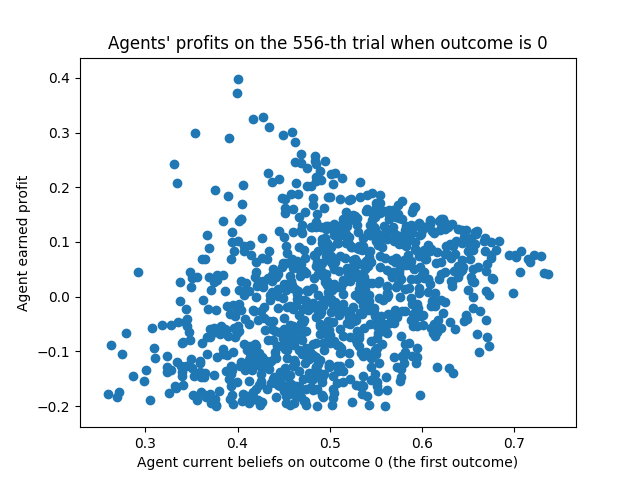 Agents' profits on the 556-th trial when outcome is 0
0.4
0.3
0.2
0.1
0.0
−0.1
−0.2
Agent earned profit
0.3 0.4 0.5 0.6 0.7
Agent current beliefs on outcome 0 (the first outcome)